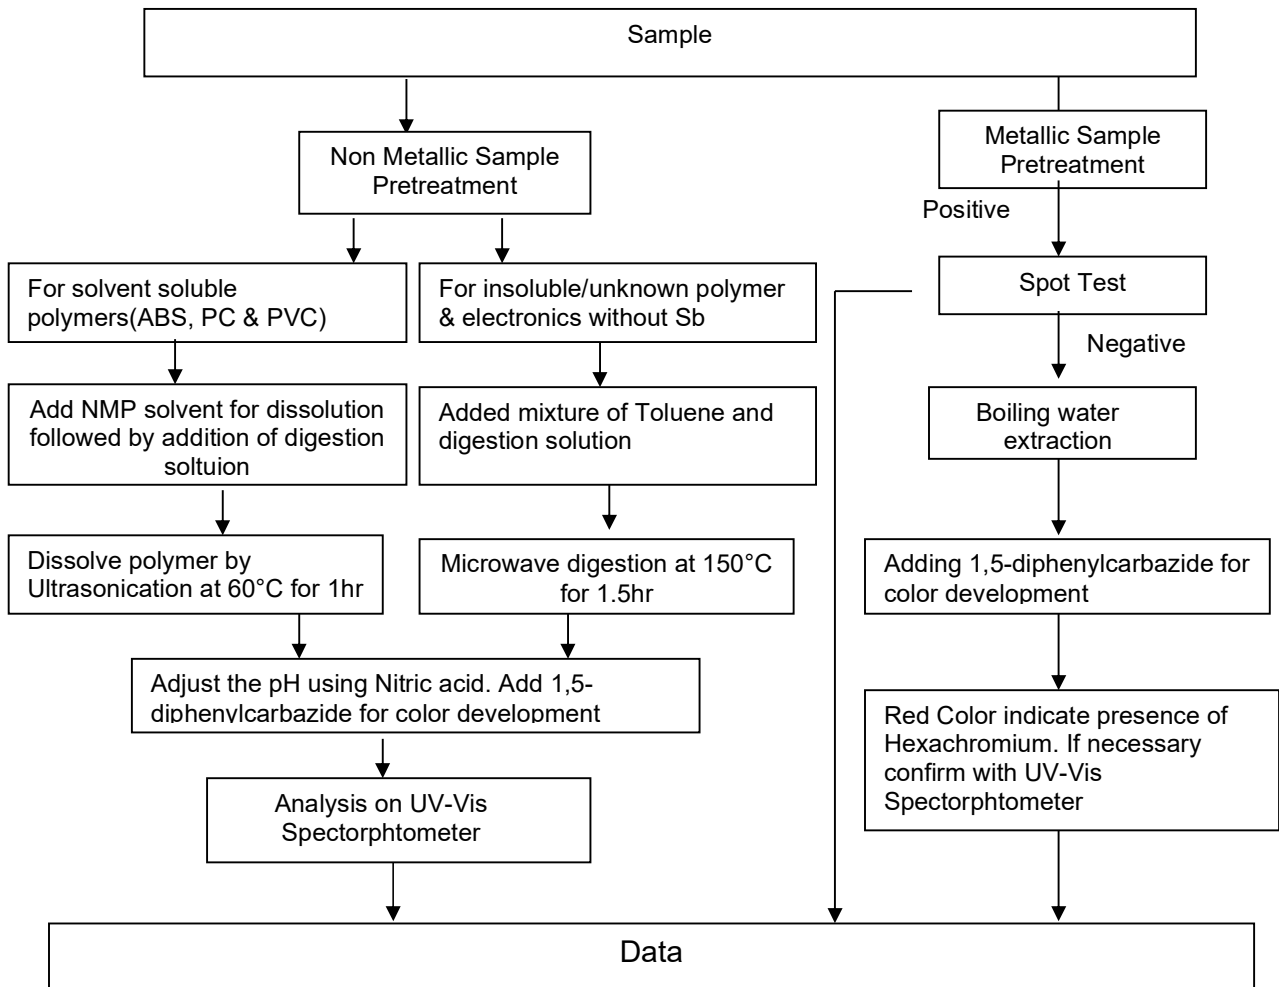 Sample
Non Metallic Sample
Pretreatment
Metallic Sample
Pretreatment
Positive
For solvent soluble
polymers(ABS, PC & PVC)
For insoluble/unknown polymer
& electronics without Sb
Spot Test
Negative
Add NMP solvent for dissolution
followed by addition of digestion
soltuion
Added mixture of Toluene and
digestion solution
Boiling water
extraction
Dissolve polymer by
Ultrasonication at 60°C for 1hr
Microwave digestion at 150°C
for 1.5hr
Adding 1,5-diphenylcarbazide for
color development
Adjust the pH using Nitric acid. Add 1,5-
diphenylcarbazide for color development
Red Color indicate presence of
Hexachromium. If necessary
confirm with UV-Vis
Spectorphtometer
Analysis on UV-Vis
Spectorphtometer
Data